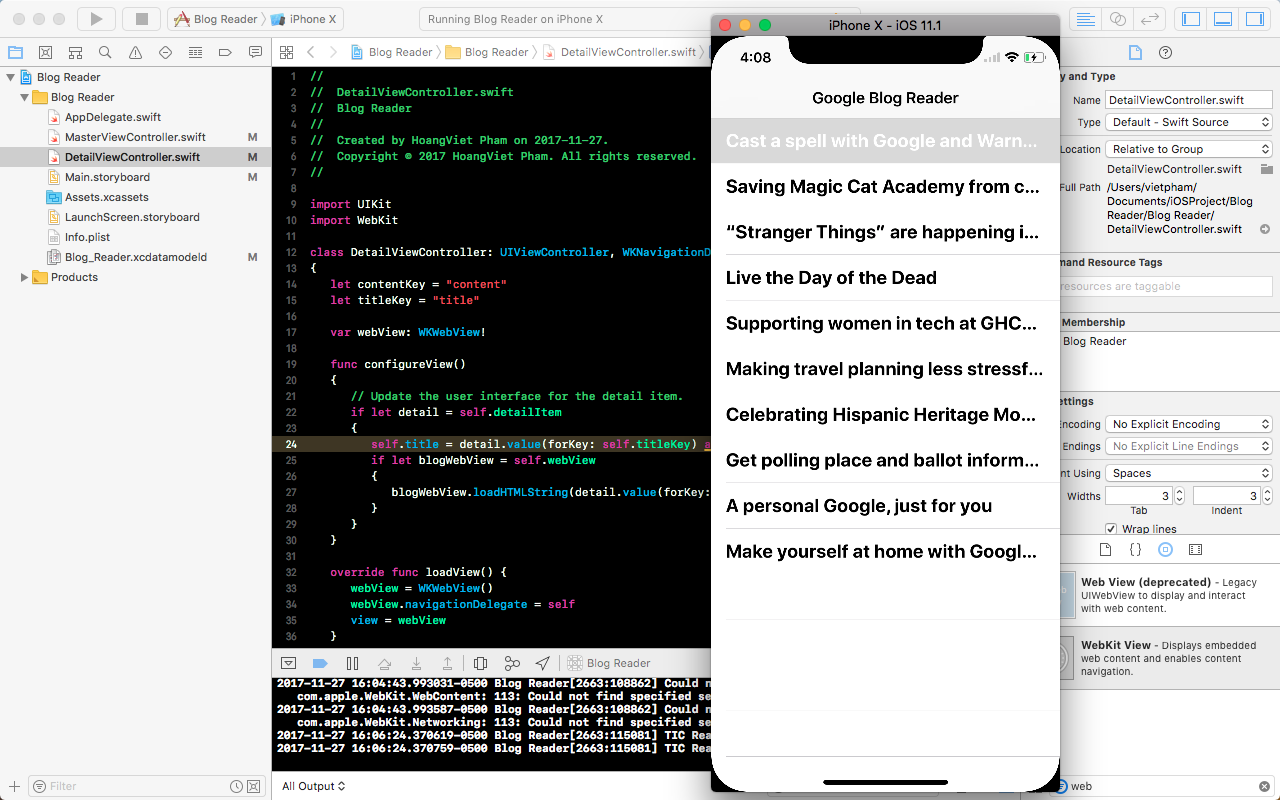 Blog Reader
iPhone X
Running Blog Reader on iPhone X
Blog Reader
Blog Reader
DetailViewController.swift
Blog Reader
Blog Reader
AppDelegate.swift
MasterViewController.swift M
DetailViewController.swift M
Main.storyboard M
Assets.xcassets
LaunchScreen.storyboard
Info.plist
Blog_Reader.xcdatamodeld M
Products
Filter
1 //
2 // DetailViewController.swift
3 // Blog Reader
4 //
5 // Created by HoangViet Pham on 2017-11-27.
6 // Copyright © 2017 HoangViet Pham. All rights reserved.
7 //
8
9 import UIKit
10 import WebKit
11
12 class DetailViewController: UIViewController, WKNavigationD
13 {
14 let contentKey = "content"
15 let titleKey = "title"
16
17 var webView: WKWebView!
18
19 func configureView()
20 {
21 // Update the user interface for the detail item.
22 if let detail = self.detailItem
23 {
24 self.title = detail.value(forKey: self.titleKey) a
25 if let blogWebView = self.webView
26 {
27 blogWebView.loadHTMLString(detail.value(forKey:
28 }
29 }
30 }
31
32 override func loadView() {
33 webView = WKWebView()
34 webView.navigationDelegate = self
35 view = webView
36 }
Blog Reader
2017-11-27 16:04:43.993031-0500 Blog Reader[2663:108862] Could n
com.apple.WebKit.WebContent: 113: Could not find specified se
2017-11-27 16:04:43.993587-0500 Blog Reader[2663:108862] Could n
com.apple.WebKit.Networking: 113: Could not find specified se
2017-11-27 16:06:24.370619-0500 Blog Reader[2663:115081] TIC Rea
2017-11-27 16:06:24.370759-0500 Blog Reader[2663:115081] TIC Rea
All Output
iPhone X - iOS 11.1
4:08
Google Blog Reader
Cast a spell with Google and Warn...
Saving Magic Cat Academy from c...
“Stranger Things” are happening i...
Live the Day of the Dead
Supporting women in tech at GHC...
Making travel planning less stressf...
Celebrating Hispanic Heritage Mo...
Get polling place and ballot inform...
A personal Google, just for you
Make yourself at home with Googl...
y and Type
Name DetailViewController.swift
Type Default - Swift Source
Location Relative to Group
DetailViewController.swift
Full Path /Users/vietpham/
Documents/iOSProject/Blog
Reader/Blog Reader/
DetailViewController.swift
mand Resource Tags
resources are taggable
Membership
Blog Reader
ettings
ncoding No Explicit Encoding
Endings No Explicit Line Endings
nt Using Spaces
Widths 3 3
Tab Indent
Wrap lines
Web View (deprecated) - Legacy
UIWebView to display and interact
with web content.
WebKit View - Displays embedded
web content and enables content
navigation.
web